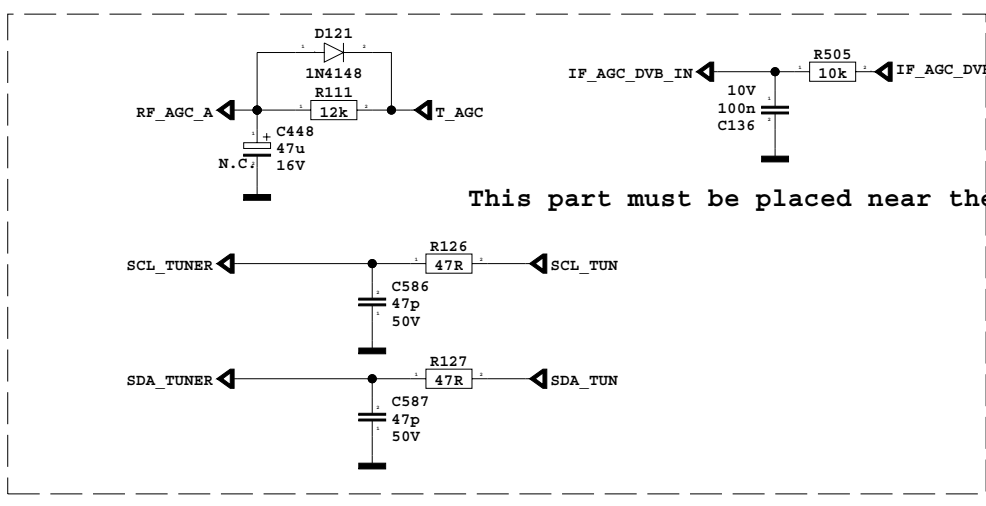 D121
1N4148
R111
12k
RF_AGC_A
T_AGC
C448
47u
16V
N.C.
IF_AGC_DVB_IN
R505
10k
IF_AGC_DVB
10V
100n
C136
This part must be placed near the
SCL_TUNER
R126
47R
SCL_TUN
C586
47p
50V
SDA_TUNER
R127
47R
SDA_TUN
C587
47p
50V